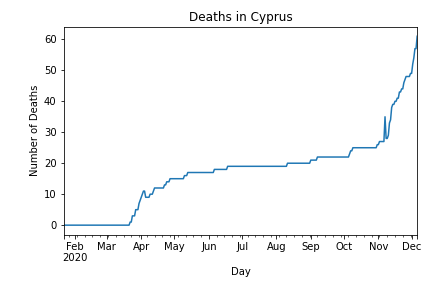 Deaths in Cyprus
60
50
40
30
20
10
0
Number of Deaths
Feb Mar Apr May Jun Jul Aug Sep Oct Nov Dec
2020
Day